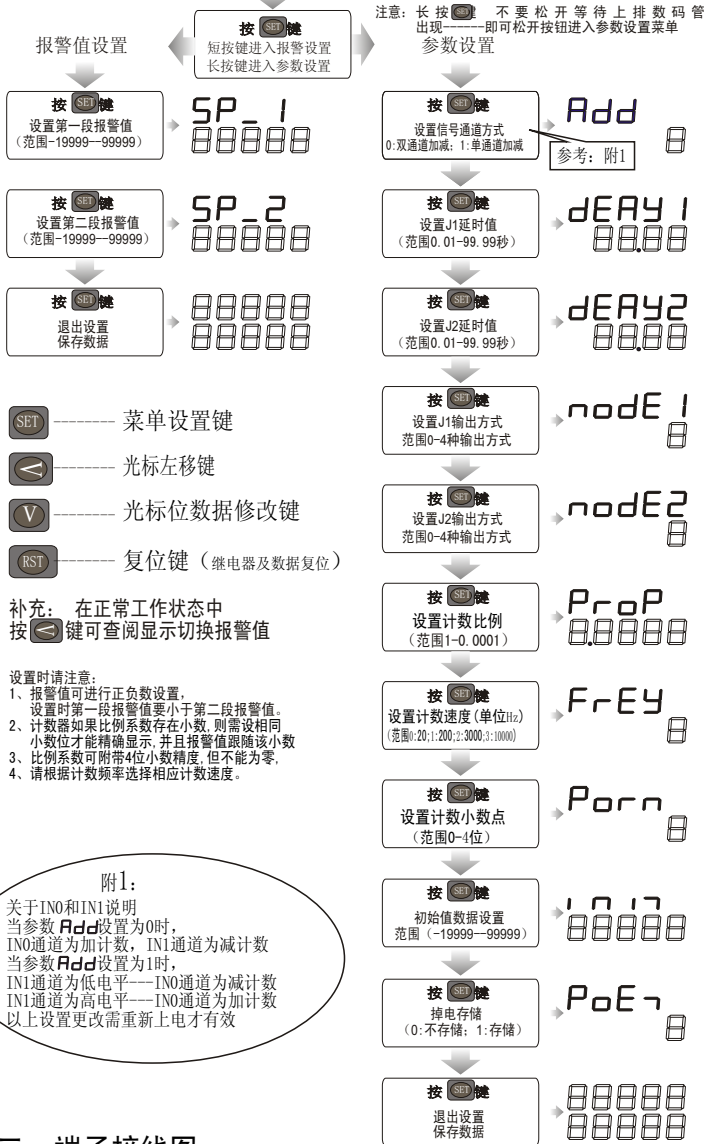 注意: 长 按 SET 键 不 要 松 开 等 待 上 排 数 码 管
出现------即可松开按钮进入参数设置菜单
按 SET 键
短按键进入报警设置
长按键进入参数设置
报警值设置
参数设置
按 SET 键
设置第一段报警值
(范围-19999--99999)
SP_1
88888
按 SET 键
设置第二段报警值
(范围-19999--99999)
SP_2
88888
按 SET 键
退出设置
保存数据
88888
88888
SET -------- 菜单设置键
< -------- 光标左移键
V -------- 光标位数据修改键
RST -------- 复位键 (继电器及数据复位)
补充: 在正常工作状态中
按 < 键可查阅显示切换报警值
设置时请注意:
1、报警值可进行正负数设置,
设置时第一段报警值要小于第二段报警值。
2、计数器如果比例系数存在小数, 则需设相同
小数位才能精确显示, 并且报警值跟随该小数
3、比例系数可附带4位小数精度, 但不能为零,
4、请根据计数频率选择相应计数速度。
附1:
关于IN0和IN1说明
当参数 Add设置为0时,
IN0通道为加计数, IN1通道为减计数
当参数Add设置为1时,
IN1通道为低电平---IN0通道为减计数
IN1通道为高电平---IN0通道为加计数
以上设置更改需重新上电才有效
按 SET 键
设置信号通道方式
0:双通道加减; 1:单通道加减
Add
8
参考: 附1
按 SET 键
设置J1延时值
(范围0.01-99.99秒)
dEAY1
88.88
按 SET 键
设置J2延时值
(范围0.01-99.99秒)
dEAY2
88.88
按 SET 键
设置J1输出方式
范围0-4种输出方式
nodE1
8
按 SET 键
设置J2输出方式
范围0-4种输出方式
nodE2
8
按 SET 键
设置计数比例
(范围1-0.0001)
ProP
8.8888
按 SET 键
设置计数速度(单位Hz)
(范围0:20;1:200;2:3000;3:10000)
FrEY
8
按 SET 键
设置计数小数点
(范围0-4位)
Porn
8
按 SET 键
初始值数据设置
范围 (-19999--99999)
88888
按 SET 键
掉电存储
(0:不存储; 1:存储)
8
按 SET 键
退出设置
保存数据
88888
88888
端子接线图